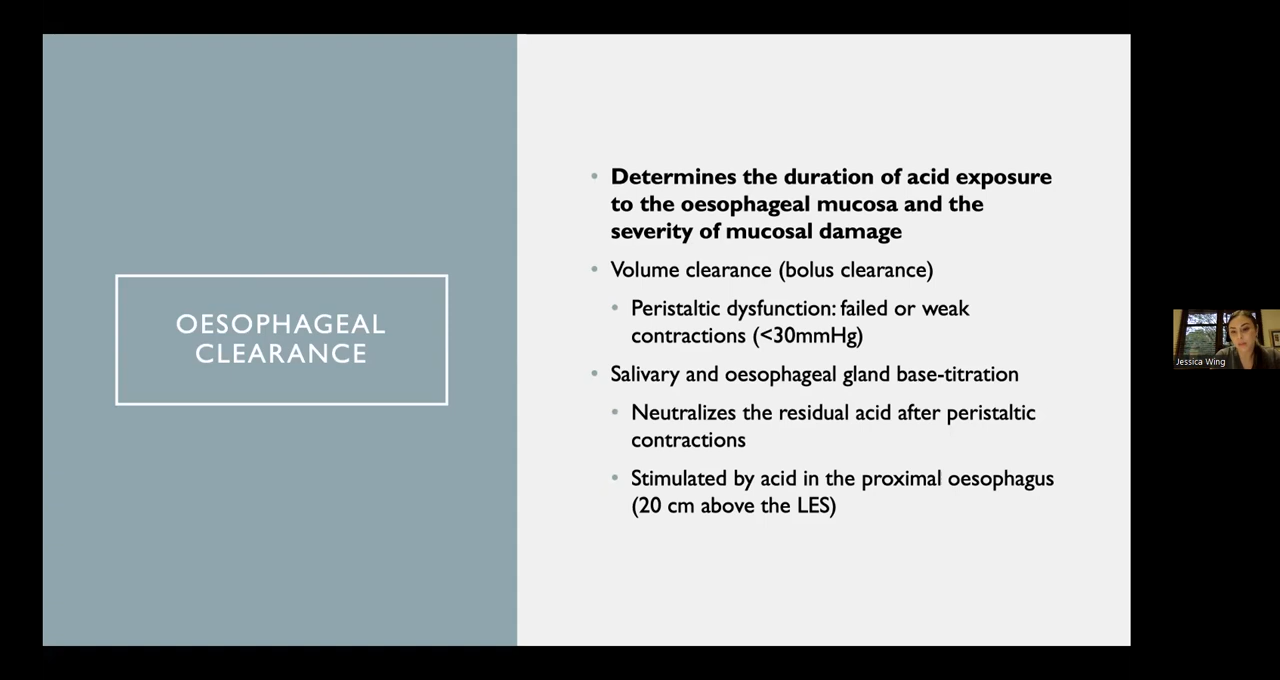 OESOPHAGEAL
CLEARANCE
• Determines the duration of acid exposure
to the oesophageal mucosa and the
severity of mucosal damage
• Volume clearance (bolus clearance)
• Peristaltic dysfunction: failed or weak
contractions (<30mmHg)
• Salivary and oesophageal gland base-titration
• Neutralizes the residual acid after peristaltic
contractions
• Stimulated by acid in the proximal oesophagus
(20 cm above the LES)
Jessica Wing